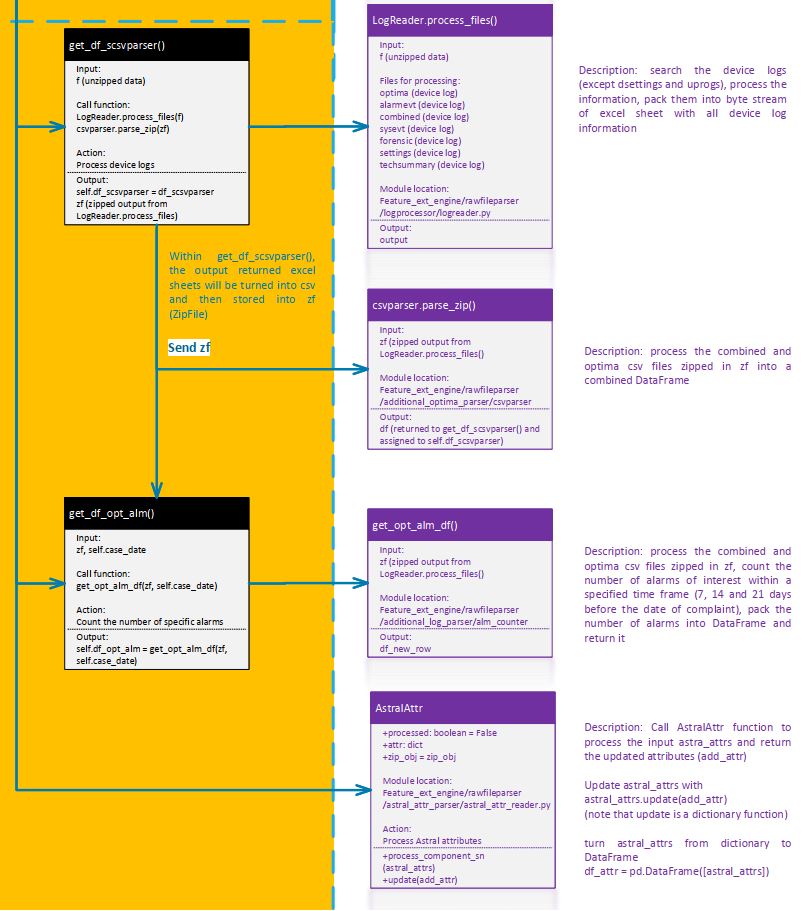 get_df_scsvparser()
Input:
f (unzipped data)
Call function:
LogReader.process_files(f)
csvparser.parse_zip(zf)
Action:
Process device logs
Output:
self.df_scsvparser = df_scsvparser
zf (zipped output from
LogReader.process_files)
LogReader.process_files()
Input:
f (unzipped data)
Files for processing:
optima (device log)
alarmevt (device log)
combined (device log)
sysevt (device log)
forensic (device log)
settings (device log)
techsummary (device log)
Module location:
Feature_ext_engine/rawfileparser
/logprocessor/logreader.py
Output:
output
Description: search the device logs
(except dsettings and uprogs), process the
information, pack them into byte stream
of excel sheet with all device log
information
Within get_df_scsvparser(),
the output returned excel
sheets will be turned into csv
and then stored into zf
(ZipFile)
Send zf
csvparser.parse_zip()
Input:
zf (zipped output from
LogReader.process_files()
Module location:
Feature_ext_engine/rawfileparser
/additional_optima_parser/csvparser
Output:
df (returned to get_df_scsvparser() and
assigned to self.df_scsvparser)
Description: process the combined and
optima csv files zipped in zf into a
combined DataFrame
get_df_opt_alm()
Input:
zf, self.case_date
Call function:
get_opt_alm_df(zf, self.case_date)
Action:
Count the number of specific alarms
Output:
self.df_opt_alm = get_opt_alm_df(zf,
self.case_date)
get_opt_alm_df()
Input:
zf (zipped output from
LogReader.process_files()
Module location:
Feature_ext_engine/rawfileparser
/additional_log_parser/alm_counter
Output:
df_new_row
Description: process the combined and
optima csv files zipped in zf, count the
number of alarms of interest within a
specified time frame (7, 14 and 21 days
before the date of complaint), pack the
number of alarms into DataFrame and
return it
AstralAttr
+processed: boolean = False
+attr: dict
+zip_obj = zip_obj
Module location:
Feature_ext_engine/rawfileparser
/astral_attr_parser/astral_attr_reader.py
Action:
Process Astral attributes
+process_component_sn
(astral_attrs)
+update(add_attr)
Description: Call AstralAttr function to
process the input astra_attrs and return
the updated attributes (add_attr)
Update astral_attrs with
astral_attrs.update(add_attr)
(note that update is a dictionary function)
turn astral_attrs from dictionary to
DataFrame
df_attr = pd.DataFrame([astral_attrs])